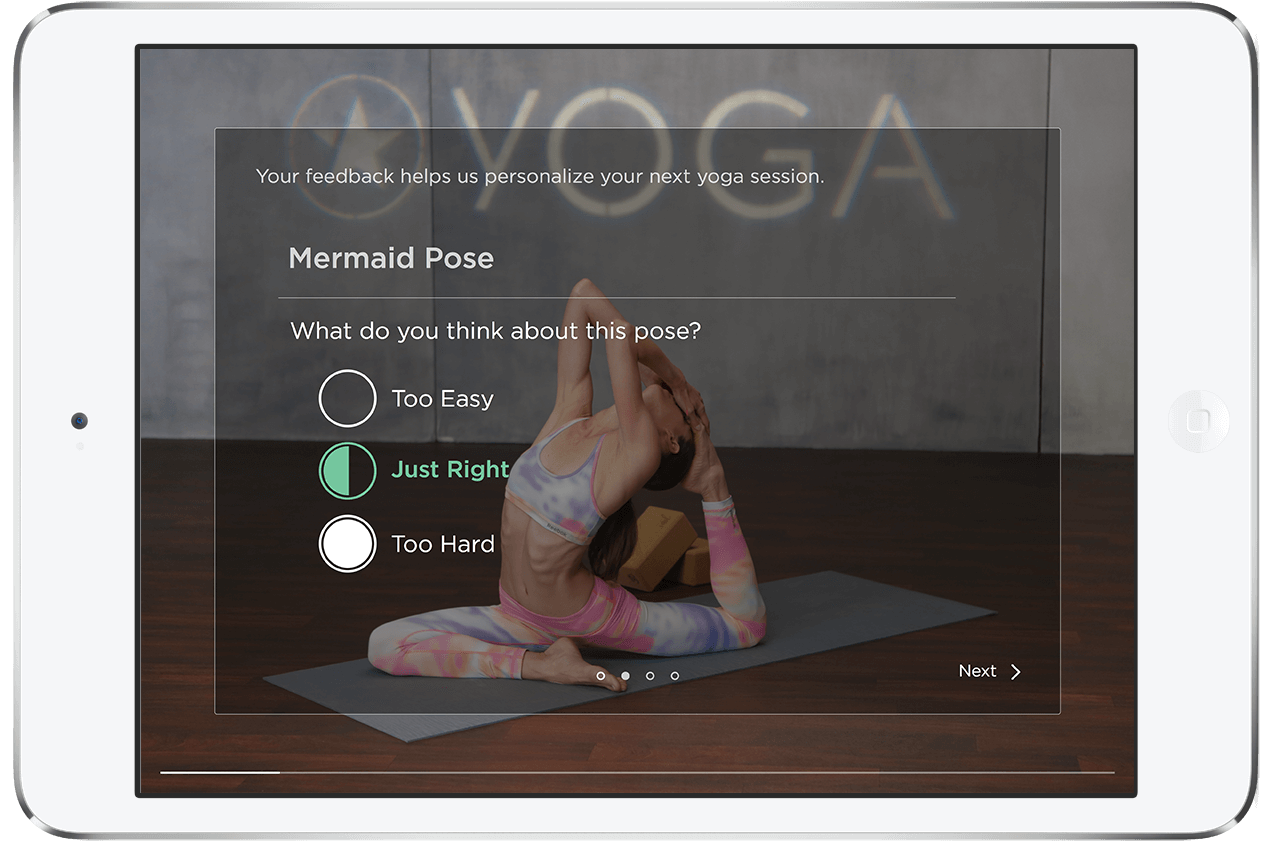 YOGA
Your feedback helps us personalize your next yoga session.
Mermaid Pose
What do you think about this pose?
Too Easy
Just Right
Too Hard
Next